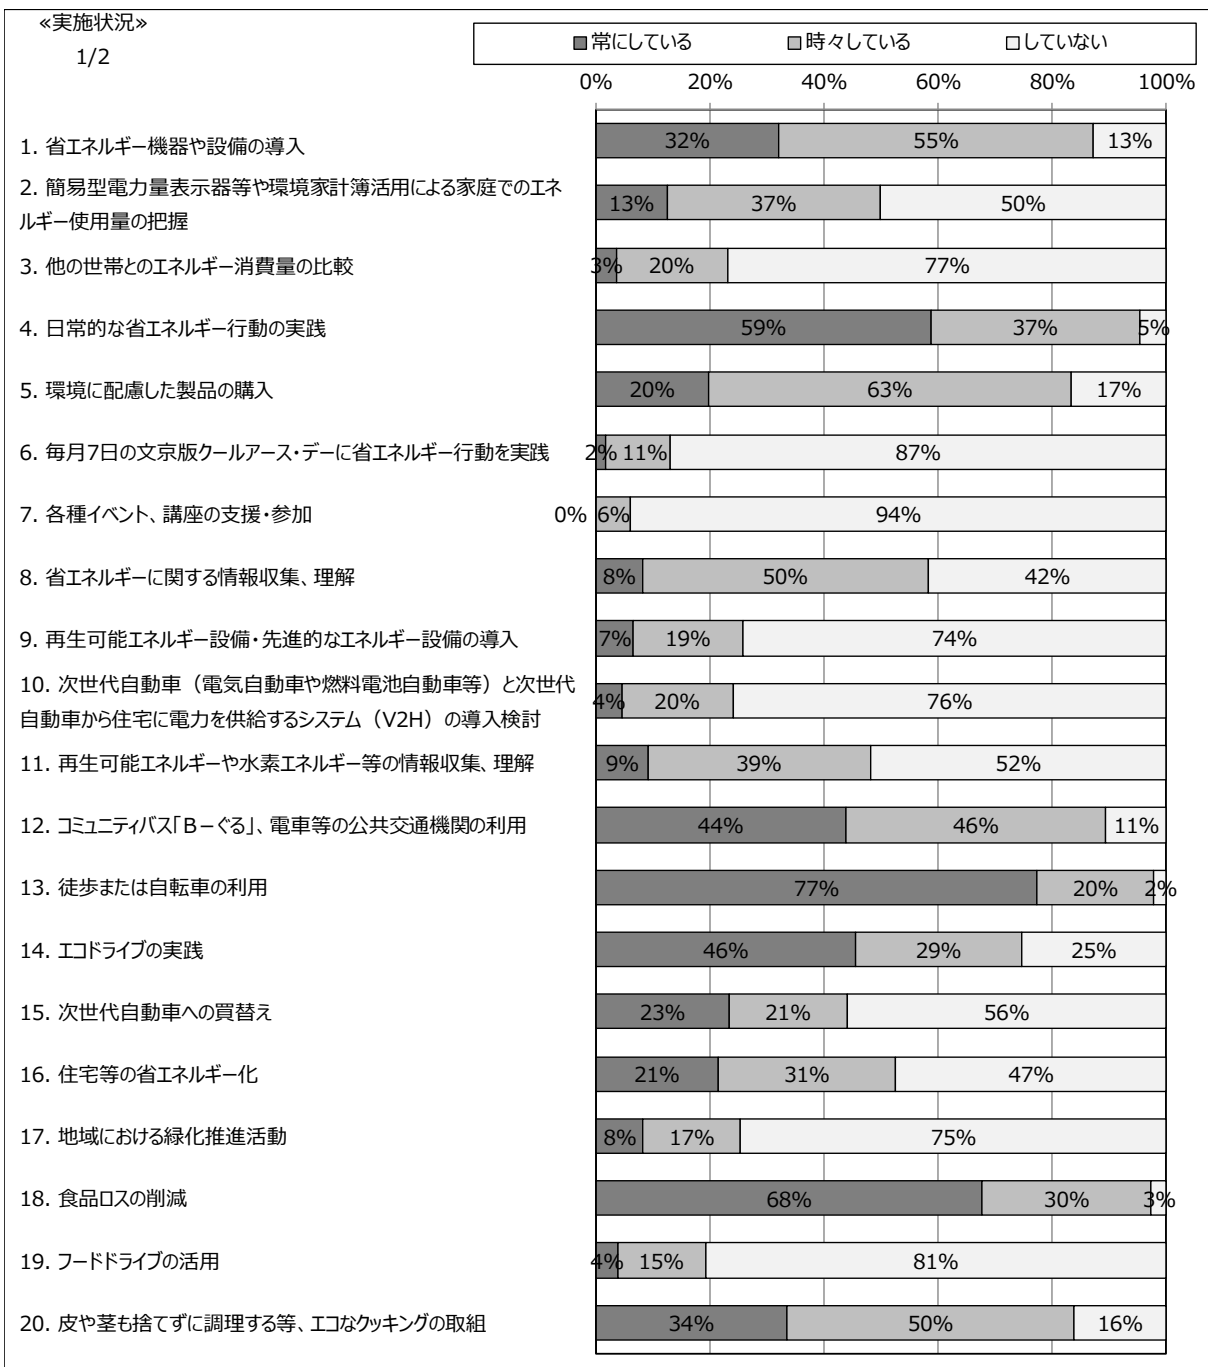 ≪実施状況≫
1/2
■常にしている ■時々している □していない
0% 20% 40% 60% 80% 100%
1. 省エネルギー機器や設備の導入 32% 55% 13%
2. 簡易型電力量表示器等や環境家計簿活用による家庭でのエネ
ルギー使用量の把握 13% 37% 50%
3. 他の世帯とのエネルギー消費量の比較 3% 20% 77%
4. 日常的な省エネルギー行動の実践 59% 37% 5%
5. 環境に配慮した製品の購入 20% 63% 17%
6. 毎月7日の文京版クールアース・デーに省エネルギー行動を実践 2% 11% 87%
7. 各種イベント、講座の支援・参加 0% 6% 94%
8. 省エネルギーに関する情報収集、理解 8% 50% 42%
9. 再生可能エネルギー設備・先進的なエネルギー設備の導入 7% 19% 74%
10. 次世代自動車（電気自動車や燃料電池自動車等）と次世代
自動車から住宅に電力を供給するシステム（V2H）の導入検討 4% 20% 76%
11. 再生可能エネルギーや水素エネルギー等の情報収集、理解 9% 39% 52%
12. コミュニティバス「B－ぐる」、電車等の公共交通機関の利用 44% 46% 11%
13. 徒歩または自転車の利用 77% 20% 2%
14. エコドライブの実践 46% 29% 25%
15. 次世代自動車への買替え 23% 21% 56%
16. 住宅等の省エネルギー化 21% 31% 47%
17. 地域における緑化推進活動 8% 17% 75%
18. 食品ロスの削減 68% 30% 3%
19. フードドライブの活用 4% 15% 81%
20. 皮や茎も捨てずに調理する等、エコなクッキングの取組 34% 50% 16%